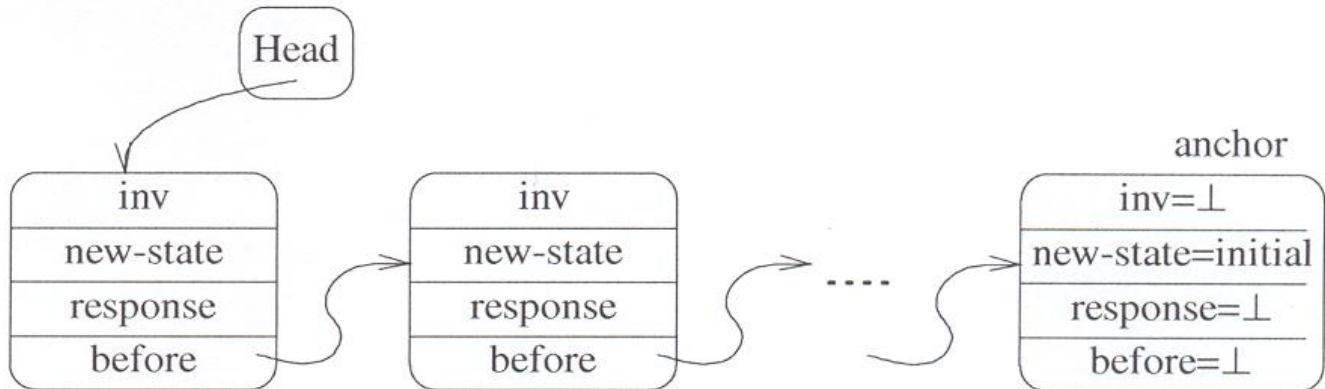 Head
anchor
inv
inv
inv=⊥
new-state
new-state
new-state=initial
response
response
response=⊥
before
before
....
before=⊥